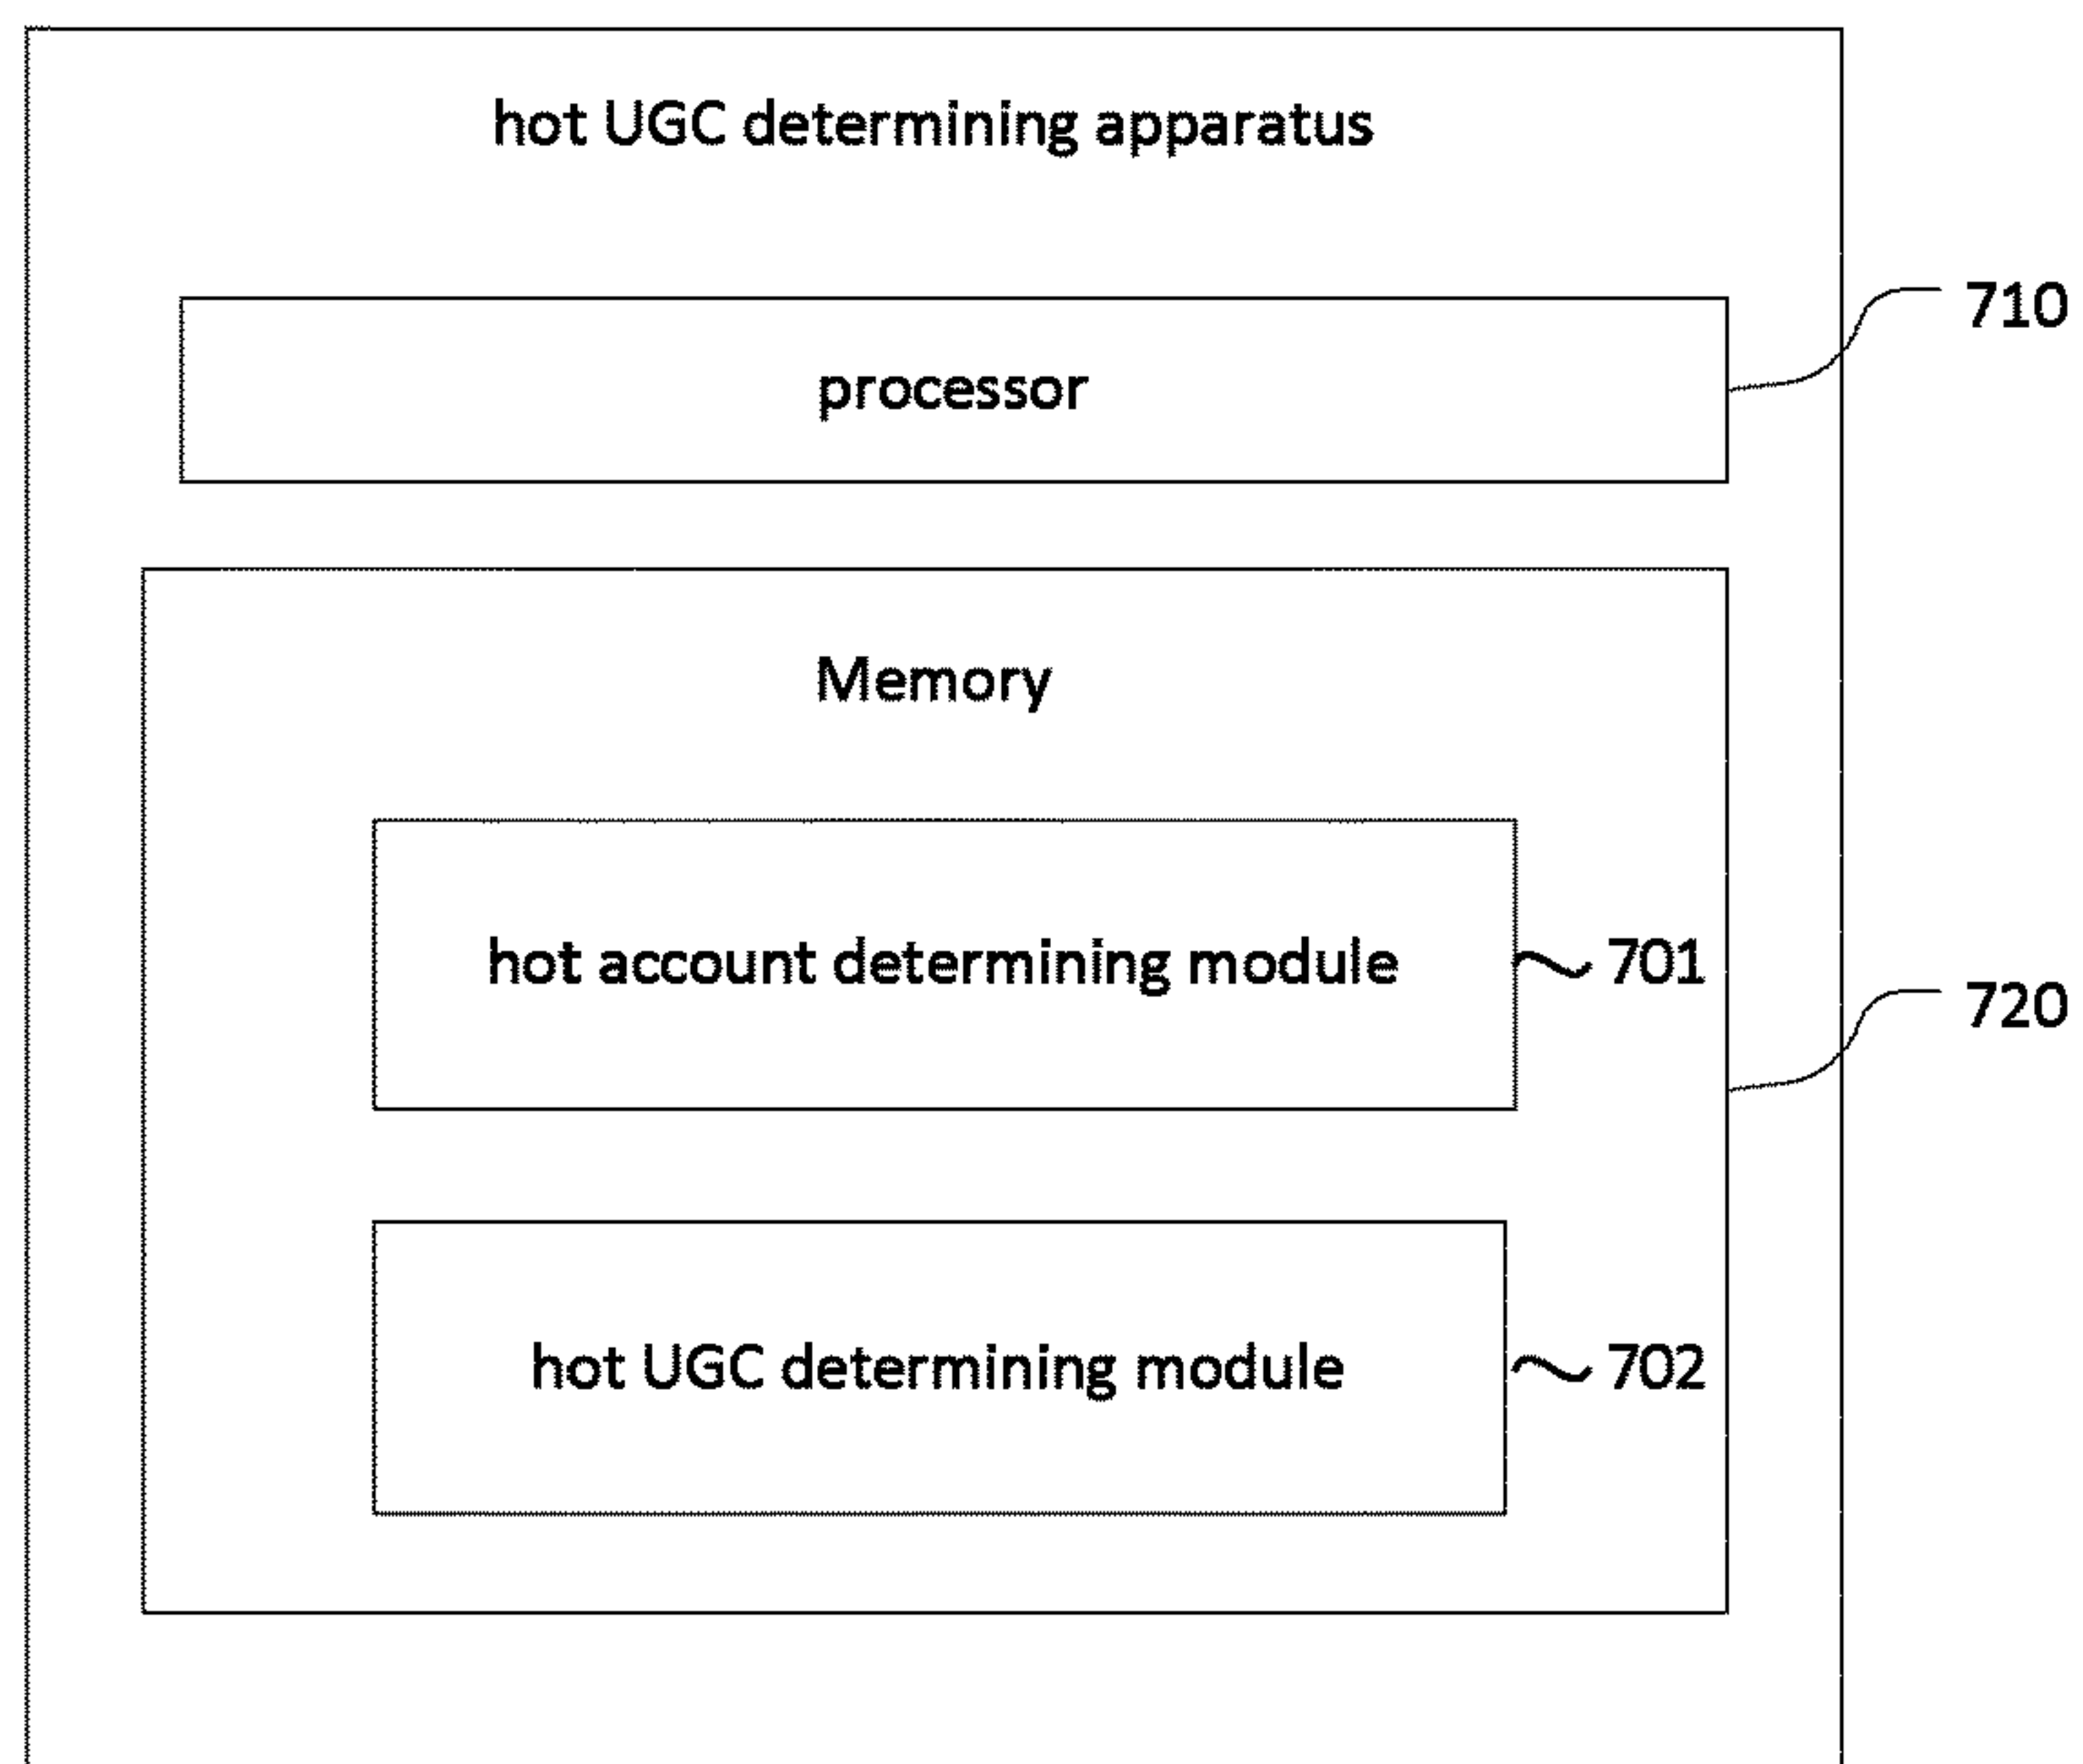 hot UGC determining apparatus
710
processor
Memory
hot account determining module
701
720
hot UGC determining module
702